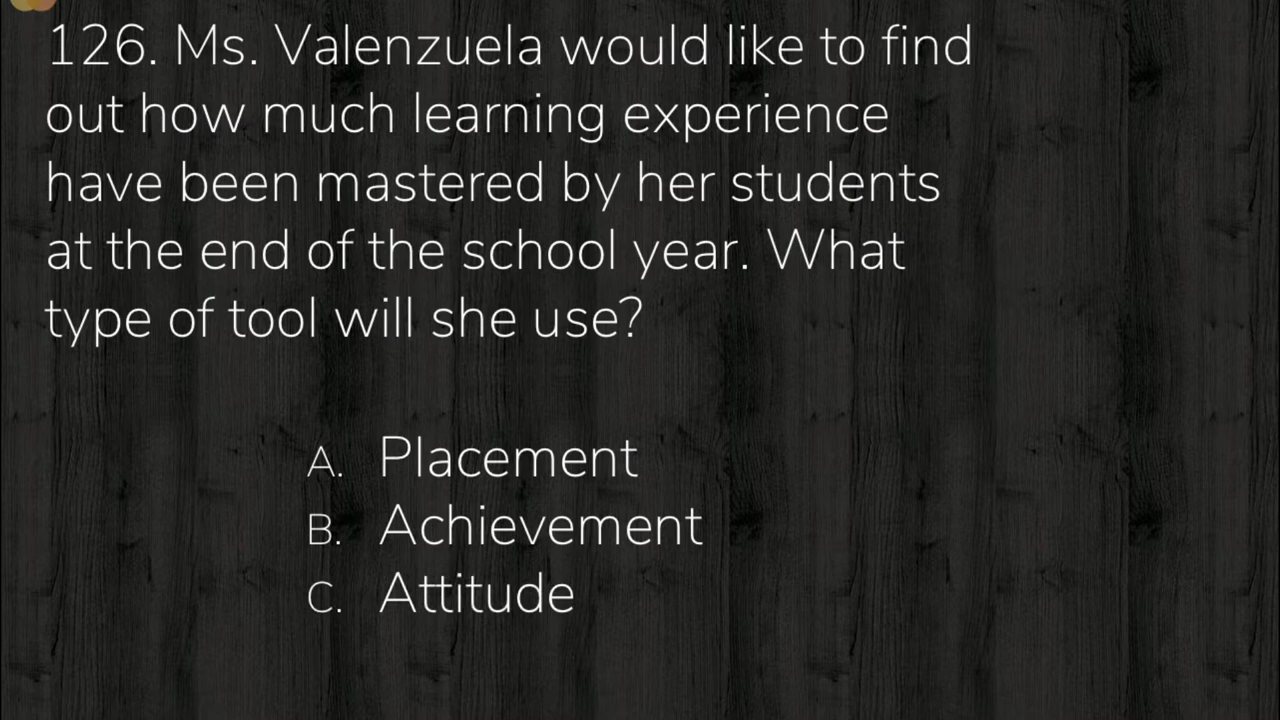 126. Ms. Valenzuela would like to find
out how much learning experience
have been mastered by her students
at the end of the school year. What
type of tool will she use?
A. Placement
B. Achievement
C. Attitude